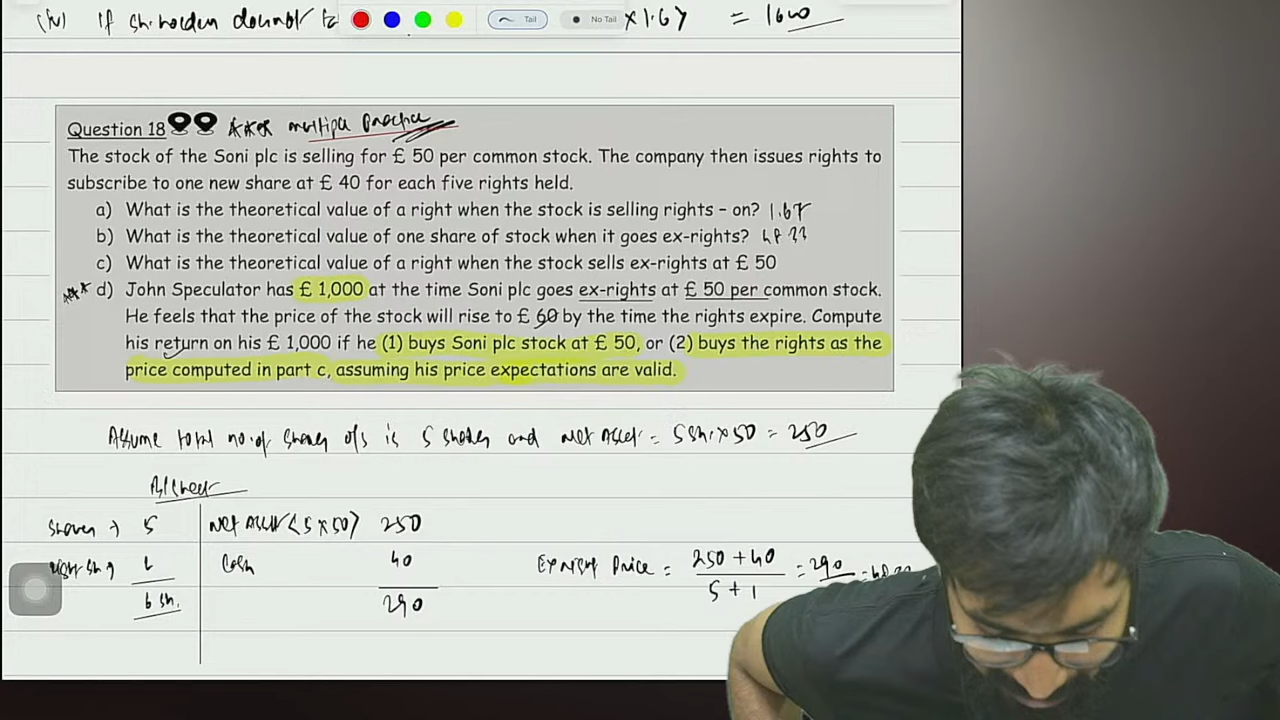 (iv) If sh.holder doesnot × 1.67 = 1600
Tail
No Tail
Question 18 *** multiple practice
The stock of the Soni plc is selling for £ 50 per common stock. The company then issues rights to
subscribe to one new share at £ 40 for each five rights held.
a) What is the theoretical value of a right when the stock is selling rights – on? 1.67
b) What is the theoretical value of one share of stock when it goes ex-rights? 48.33
c) What is the theoretical value of a right when the stock sells ex-rights at £ 50
*** d) John Speculator has £ 1,000 at the time Soni plc goes ex-rights at £ 50 per common stock.
He feels that the price of the stock will rise to £ 60 by the time the rights expire. Compute
his return on his £ 1,000 if he (1) buys Soni plc stock at £ 50, or (2) buys the rights as the
price computed in part c, assuming his price expectations are valid.
Assume total no. of shares o/s is 5 shares and Net Asset = 5 sh. × 50 = 250
B/Sheet
Shares → 5 Net Asset (5 × 50) 250
Right sh → 1 Cash 40
6 sh. 290
Exright Price = 250 + 40 / 5 + 1 = 290 = 48.33